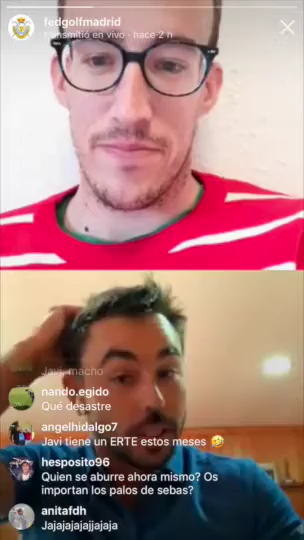 fedgolfmadrid
transmitió en vivo · hace 2 h
Javi, macho
nando.egido
Qué desastre
angelhidalgo7
Javi tiene un ERTE estos meses 🤣
hesposito96
Quien se aburre ahora mismo? Os
importan los palos de sebas?
anitafdh
Jajajajajajjajaja